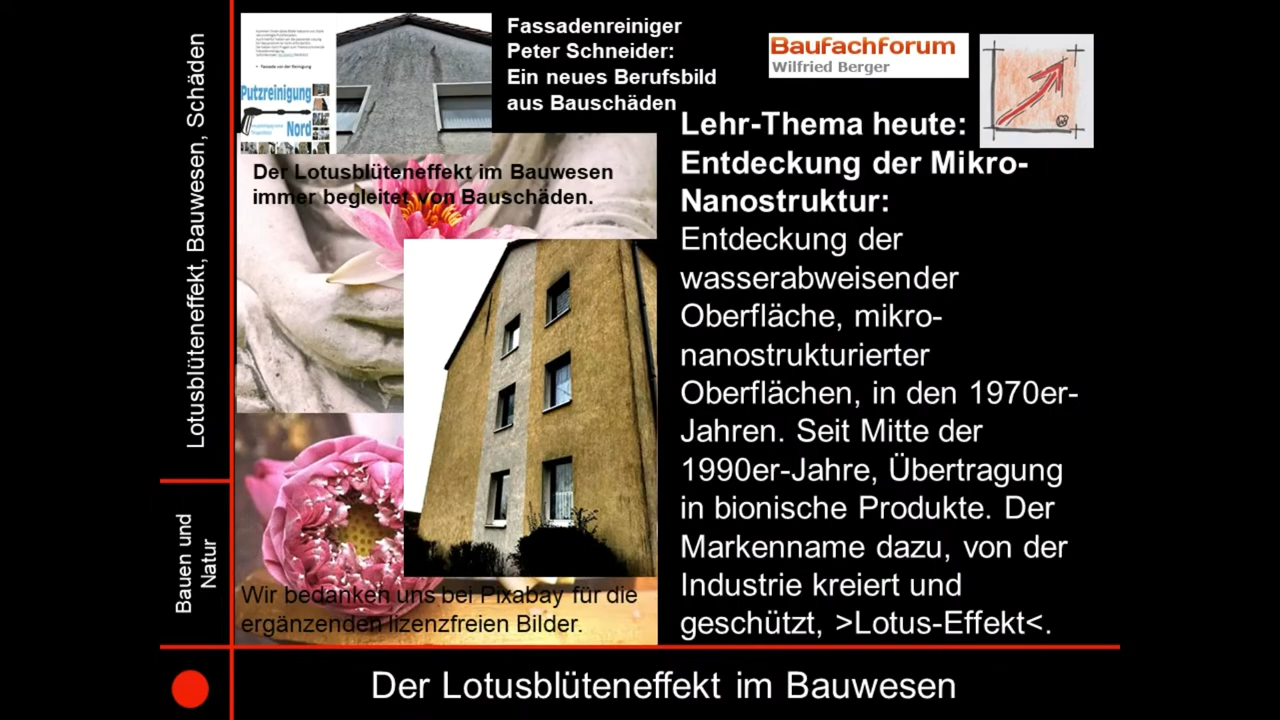 Lotusblüteneffekt, Bauwesen, Schäden
Bauen und
Natur
Putzreinigung
Nord
Fassadenreiniger
Peter Schneider:
Ein neues Berufsbild
aus Bauschäden
Der Lotusblüteneffekt im Bauwesen
immer begleitet von Bauschäden.
Wir bedanken uns bei Pixabay für die
ergänzenden lizenzfreien Bilder.
Baufachforum
Wilfried Berger
Lehr-Thema heute:
Entdeckung der Mikro-
Nanostruktur:
Entdeckung der
wasserabweisender
Oberfläche, mikro-
nanostrukturierter
Oberflächen, in den 1970er-
Jahren. Seit Mitte der
1990er-Jahre, Übertragung
in bionische Produkte. Der
Markenname dazu, von der
Industrie kreiert und
geschützt, >Lotus-Effekt<.
Der Lotusblüteneffekt im Bauwesen